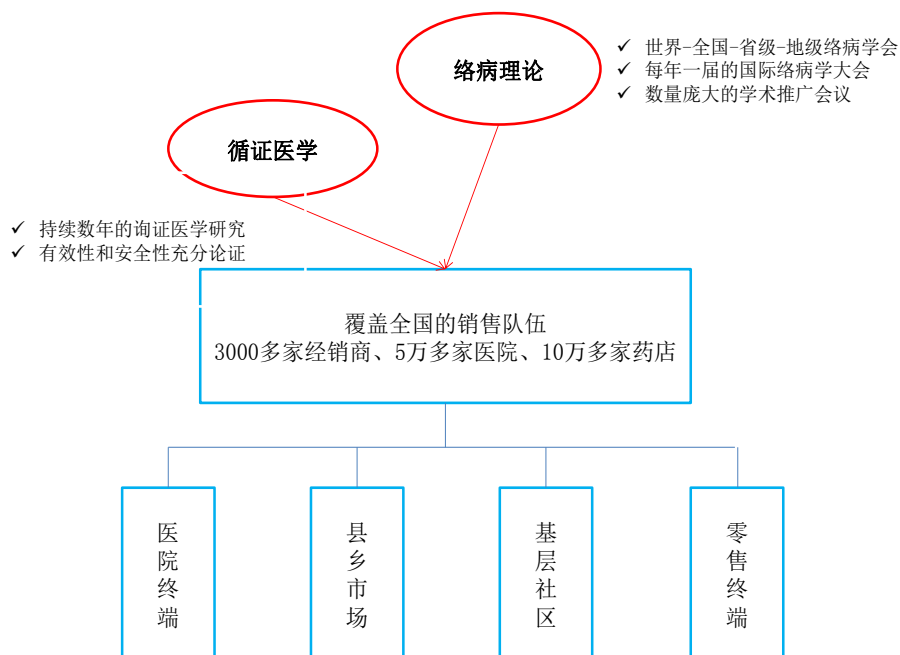 络病理论
✓ 世界-全国-省级-地级络病学会
✓ 每年一届的国际络病学大会
✓ 数量庞大的学术推广会议
循证医学
✓ 持续数年的询证医学研究
✓ 有效性和安全性充分论证
覆盖全国的销售队伍
3000多家经销商、5万多家医院、10万多家药店
医院终端
县乡市场
基层社区
零售终端